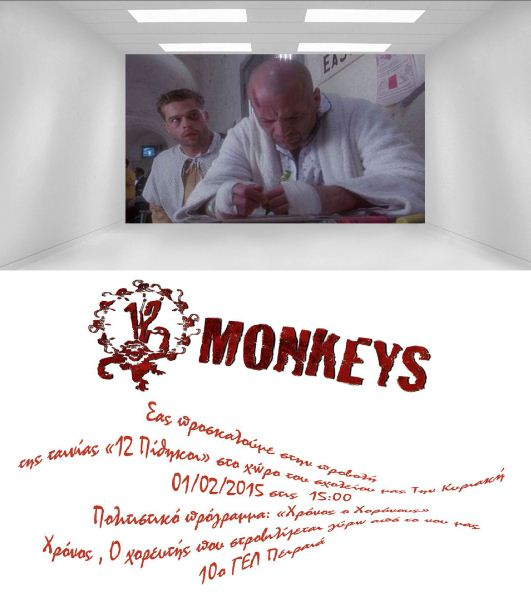 EAS
12 MONKEYS
Σας προσκαλούμε στην προβολή
της ταινίας «12 Πίθηκοι» στο χώρο του σχολείου μας Την Κυριακή
01/02/2015 στις 15:00
Πολιτιστικό πρόγραμμα: «Χρόνος ο Χορόνους»
Χρόνος , Ο χορευτής που στροβιλίζεται γύρω από το νου μας
10ο ΓΕΛ Πειραιά